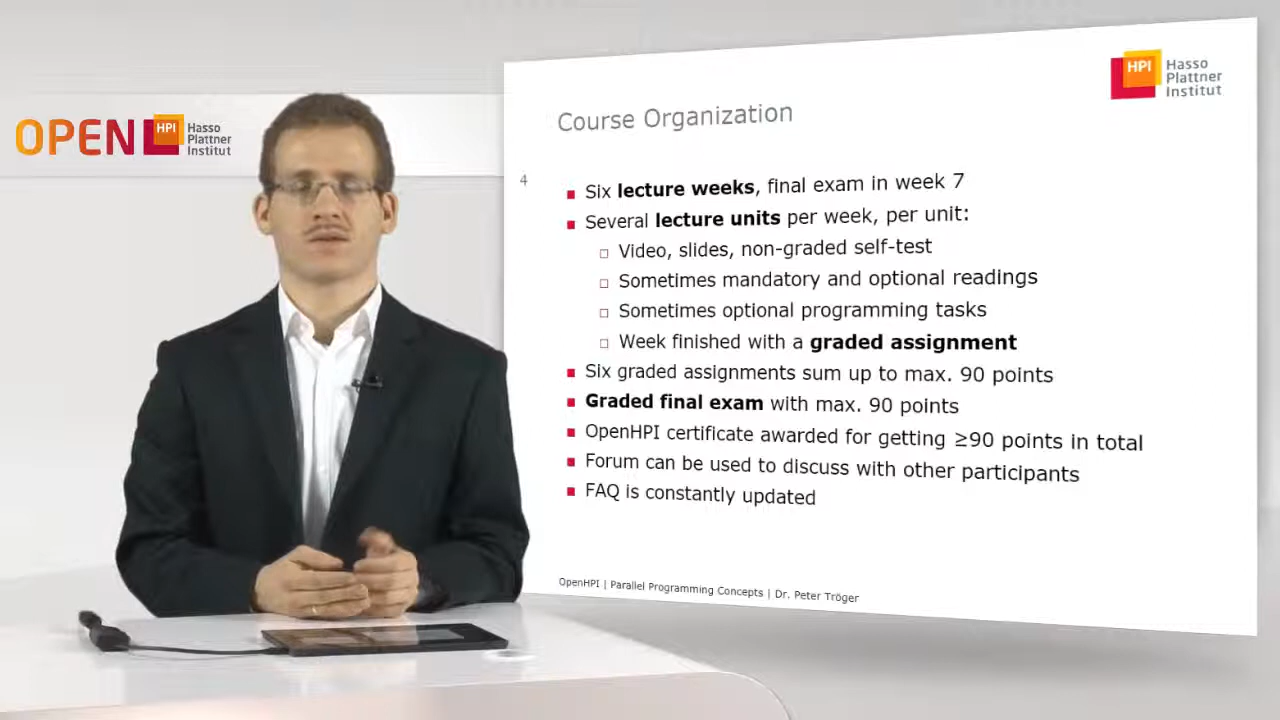 OPEN HPI Hasso
Plattner
Institut
HPI Hasso
Plattner
Institut
Course Organization
4
Six lecture weeks, final exam in week 7
Several lecture units per week, per unit:
Video, slides, non-graded self-test
Sometimes mandatory and optional readings
Sometimes optional programming tasks
Week finished with a graded assignment
Six graded assignments sum up to max. 90 points
Graded final exam with max. 90 points
OpenHPI certificate awarded for getting ≥90 points in total
Forum can be used to discuss with other participants
FAQ is constantly updated
OpenHPI | Parallel Programming Concepts | Dr. Peter Tröger